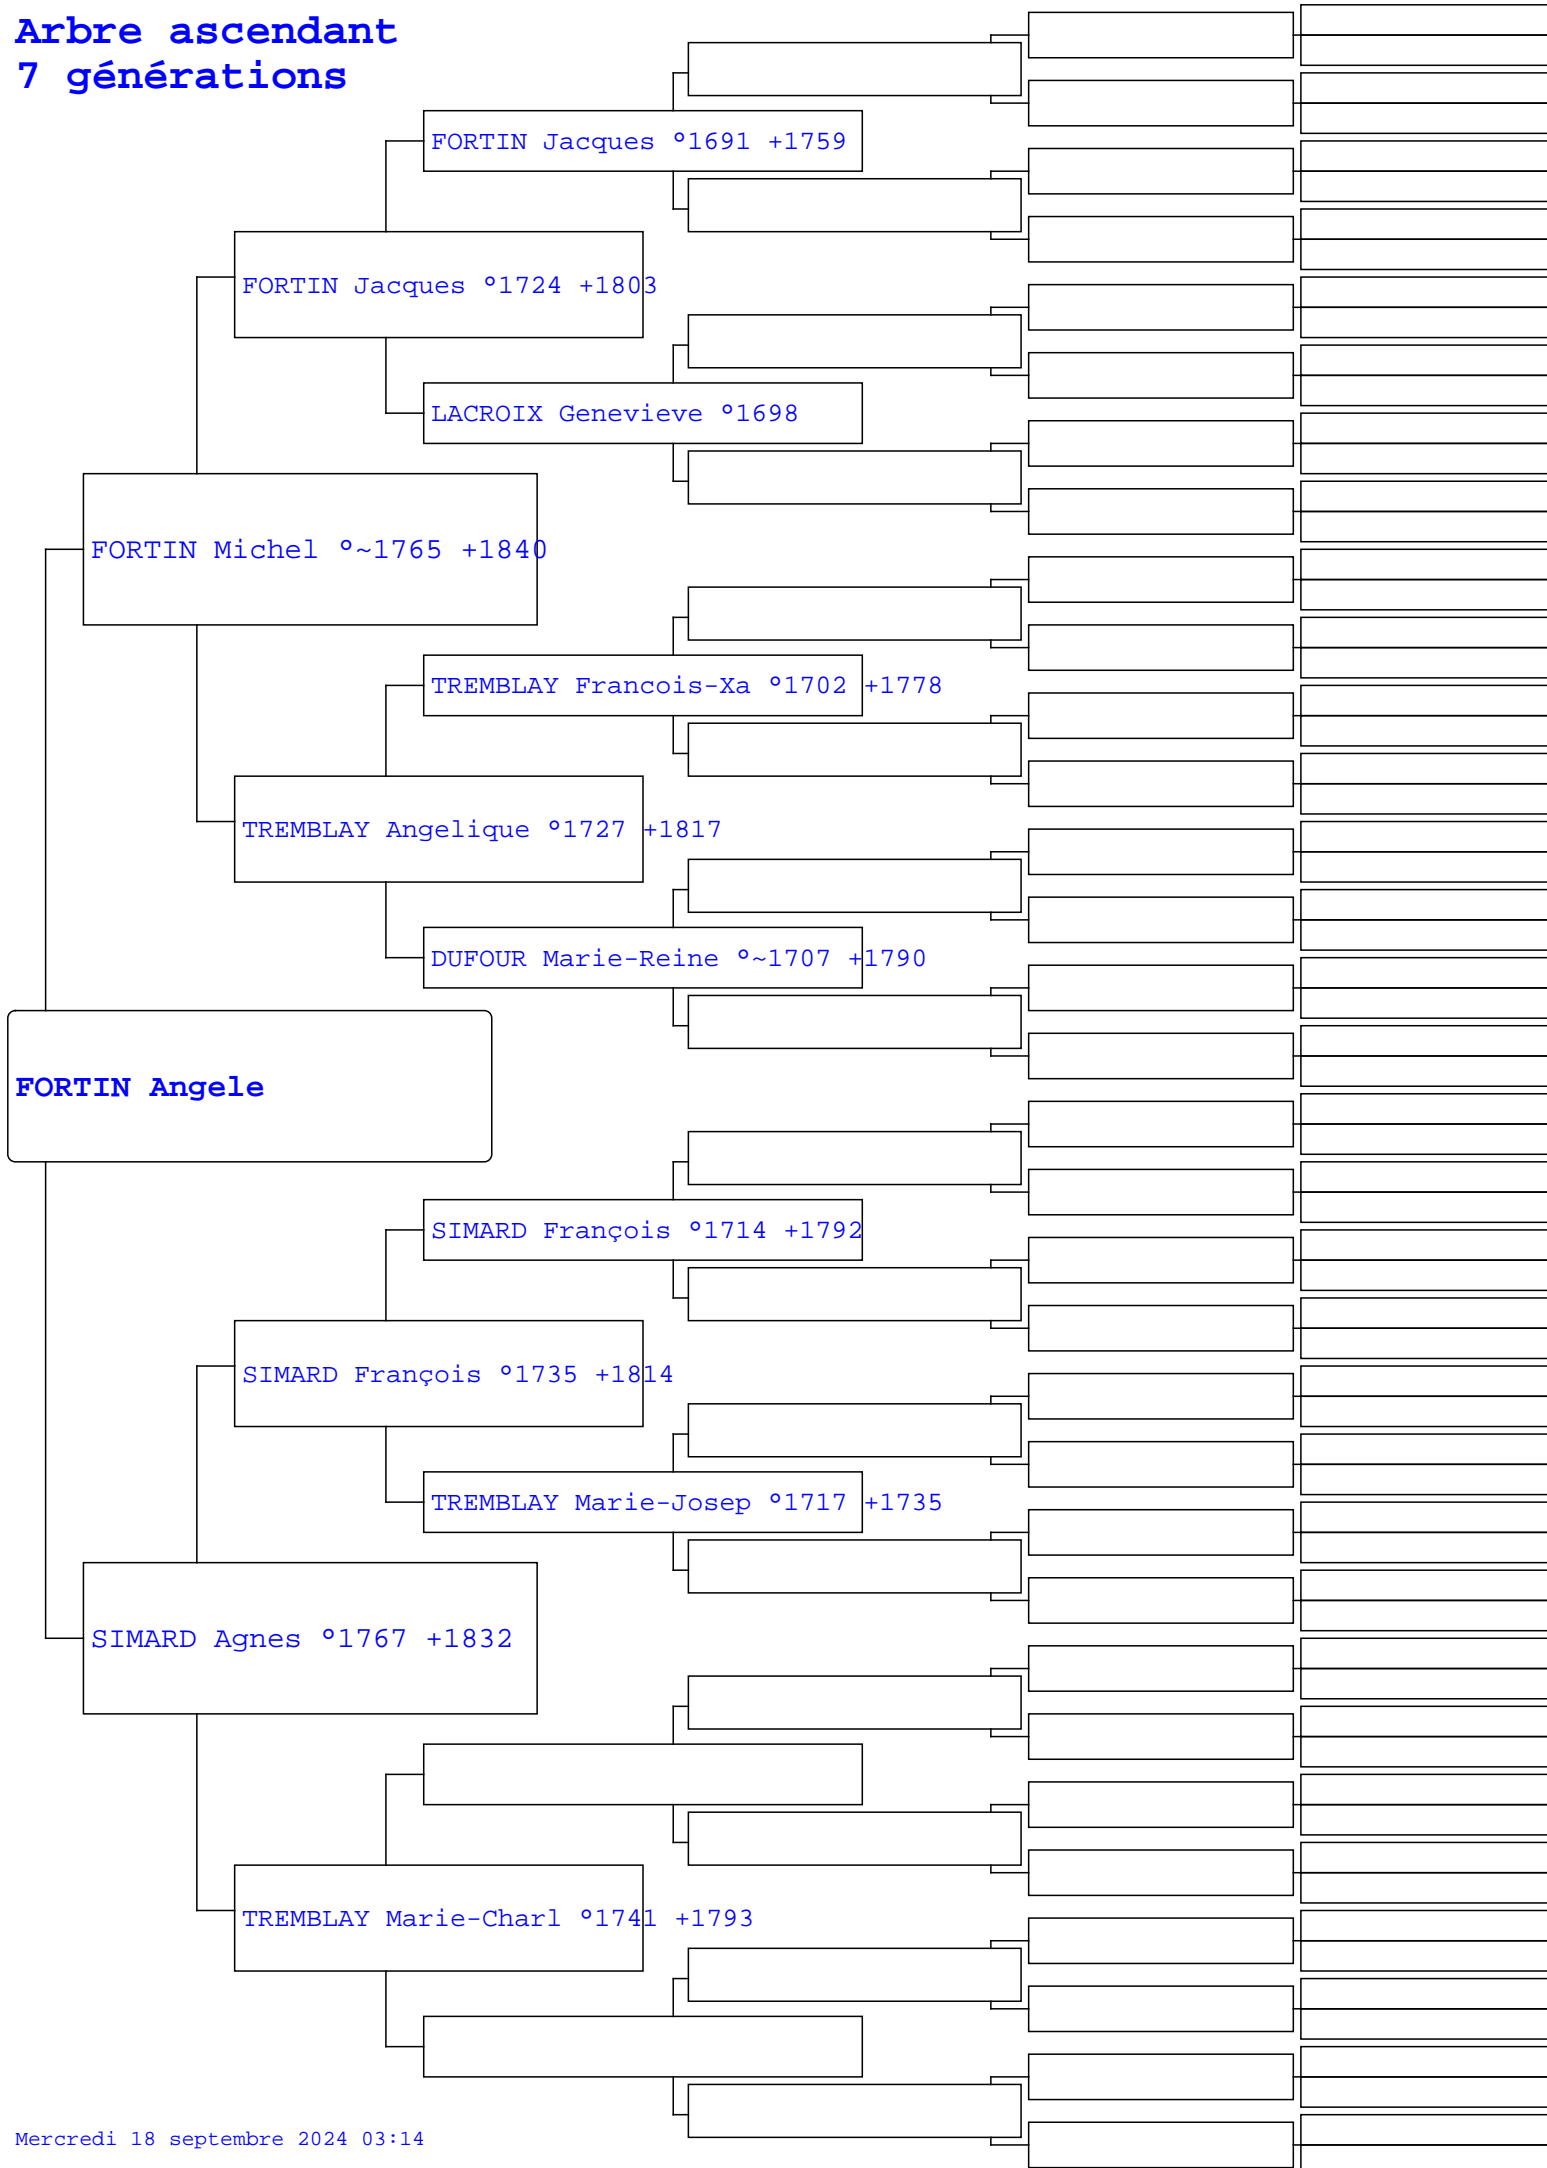 Arbre ascendant
7 générations
FORTIN Jacques °1691 +1759
FORTIN Jacques °1724 +1803
LACROIX Genevieve °1698
FORTIN Michel °~1765 +1840
TREMBLAY Francois-Xa °1702 +1778
TREMBLAY Angelique °1727 +1817
DUFOUR Marie-Reine °~1707 +1790
FORTIN Angele
SIMARD François °1714 +1792
SIMARD François °1735 +1814
TREMBLAY Marie-Josep °1717 +1735
SIMARD Agnes °1767 +1832
TREMBLAY Marie-Charl °1741 +1793
Mercredi 18 septembre 2024 03:14